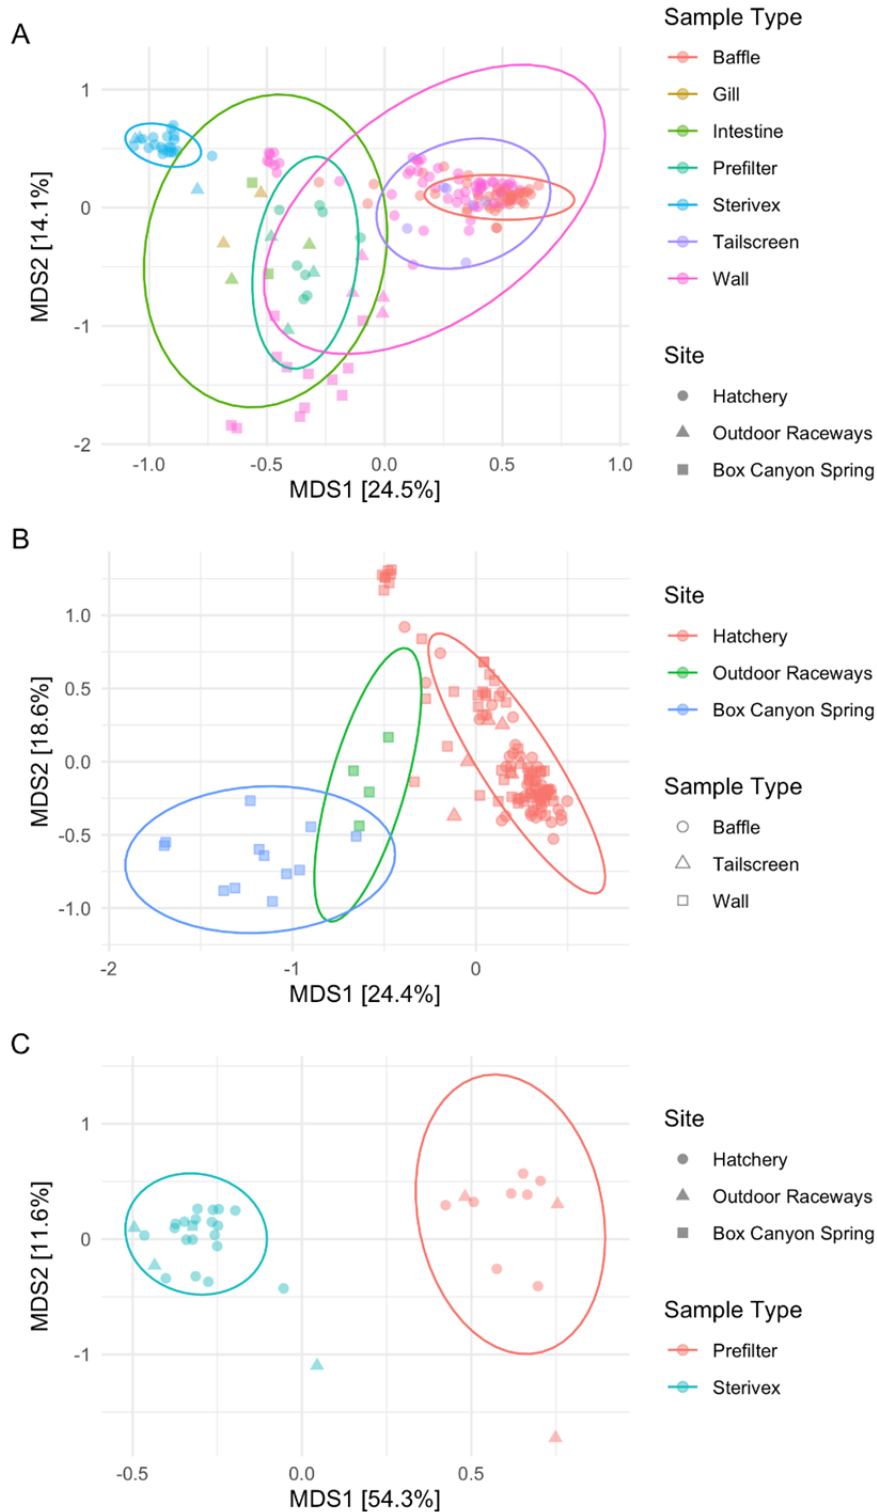 A
Sample Type
Baffle
Gill
Intestine
Prefilter
Sterivex
Tailscreen
Wall
Site
Hatchery
Outdoor Raceways
Box Canyon Spring
MDS2 [14.1%]
1
0
-1
-2
-1.0 -0.5 0.0 0.5 1.0
MDS1 [24.5%]
B
Site
Hatchery
Outdoor Raceways
Box Canyon Spring
Sample Type
Baffle
Tailscreen
Wall
MDS2 [18.6%]
1.0
0.5
0.0
-0.5
-1.0
-2 -1 0
MDS1 [24.4%]
C
Site
Hatchery
Outdoor Raceways
Box Canyon Spring
Sample Type
Prefilter
Sterivex
MDS2 [11.6%]
1
0
-1
-0.5 0.0 0.5
MDS1 [54.3%]